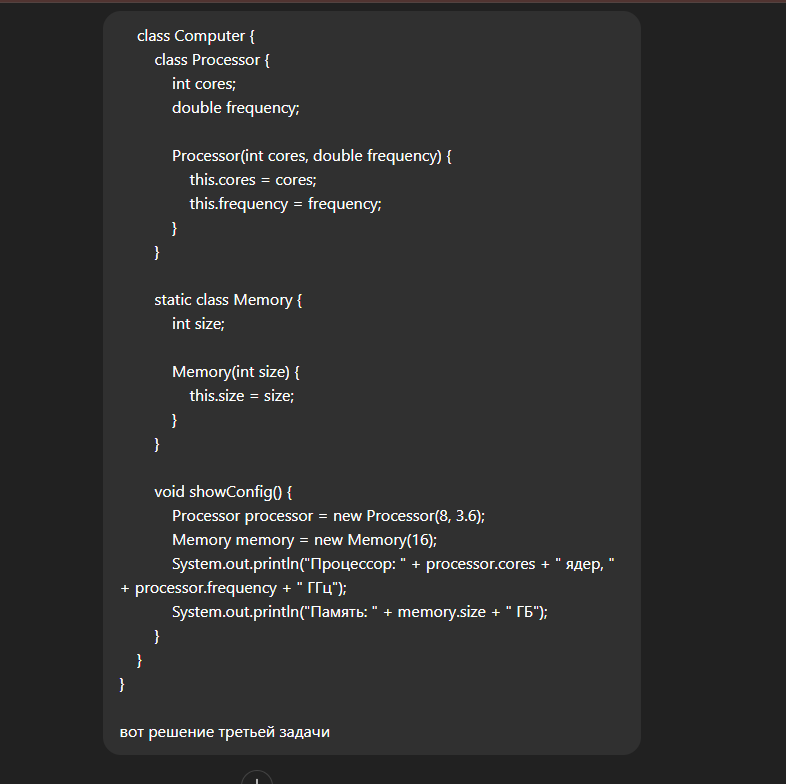 class Computer {
class Processor {
int cores;
double frequency;
Processor(int cores, double frequency) {
this.cores = cores;
this.frequency = frequency;
}
}
static class Memory {
int size;
Memory(int size) {
this.size = size;
}
}
void showConfig() {
Processor processor = new Processor(8, 3.6);
Memory memory = new Memory(16);
System.out.println("Процессор: " + processor.cores + " ядер, "
+ processor.frequency + " ГГц");
System.out.println("Память: " + memory.size + " ГБ");
}
}
}
вот решение третьей задачи